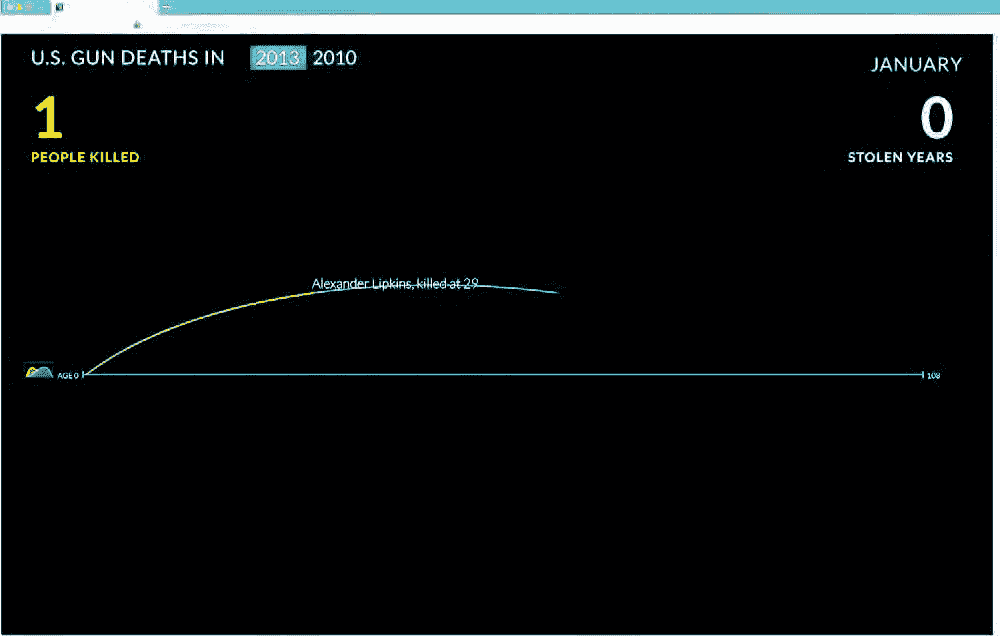 U.S. GUN DEATHS IN 2013 2010
JANUARY
1
0
PEOPLE KILLED
STOLEN YEARS
Alexander Lipkins, killed at 29
AGE 0
108